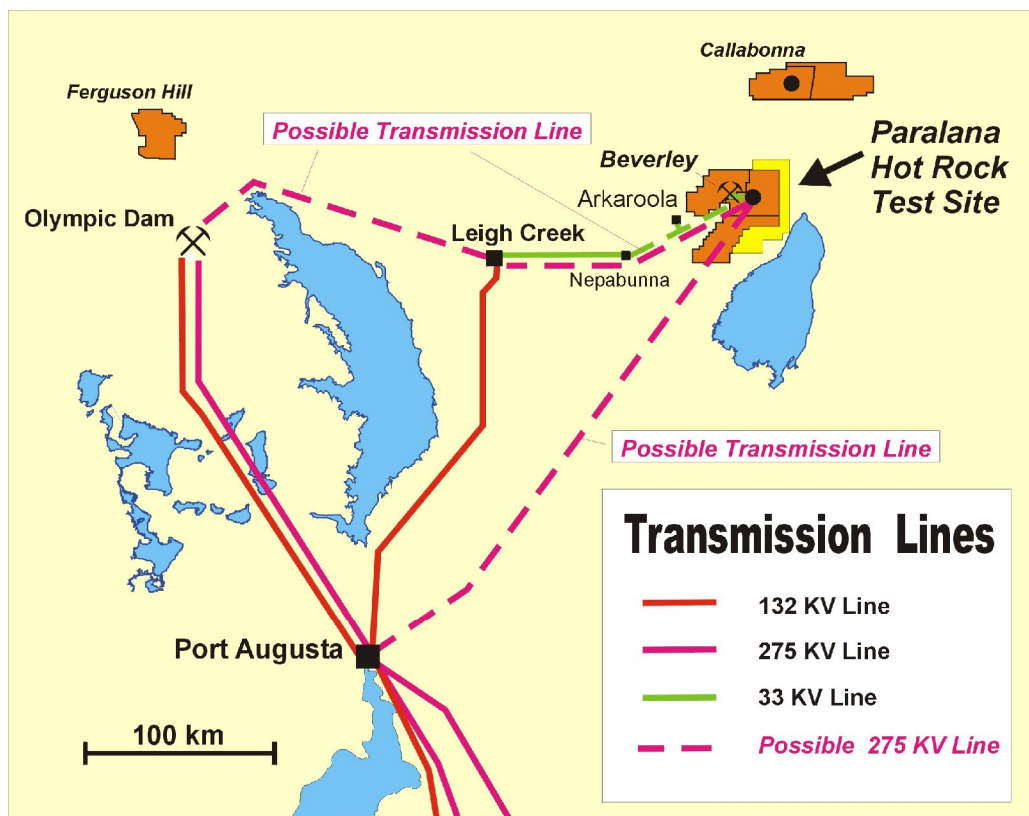 Callabonna
Ferguson Hill
Possible Transmission Line
Paralana
Hot Rock
Test Site
Beverley
Arkaroola
Olympic Dam
Leigh Creek
Nepabunna
Possible Transmission Line
Transmission Lines
132 KV Line
275 KV Line
33 KV Line
Possible 275 KV Line
Port Augusta
100 km